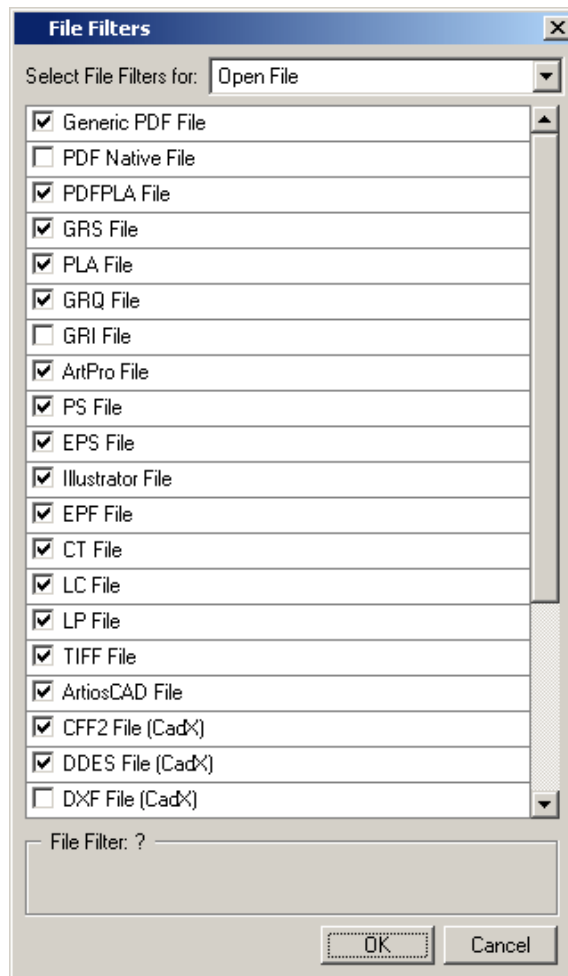 File Filters
Select File Filters for: Open File
Generic PDF File
PDF Native File
PDFPLA File
GRS File
PLA File
GRQ File
GRI File
ArtPro File
PS File
EPS File
Illustrator File
EPF File
CT File
LC File
LP File
TIFF File
ArtiosCAD File
CFF2 File (CadX)
DDES File (CadX)
DXF File (CadX)
File Filter: ?
OK Cancel